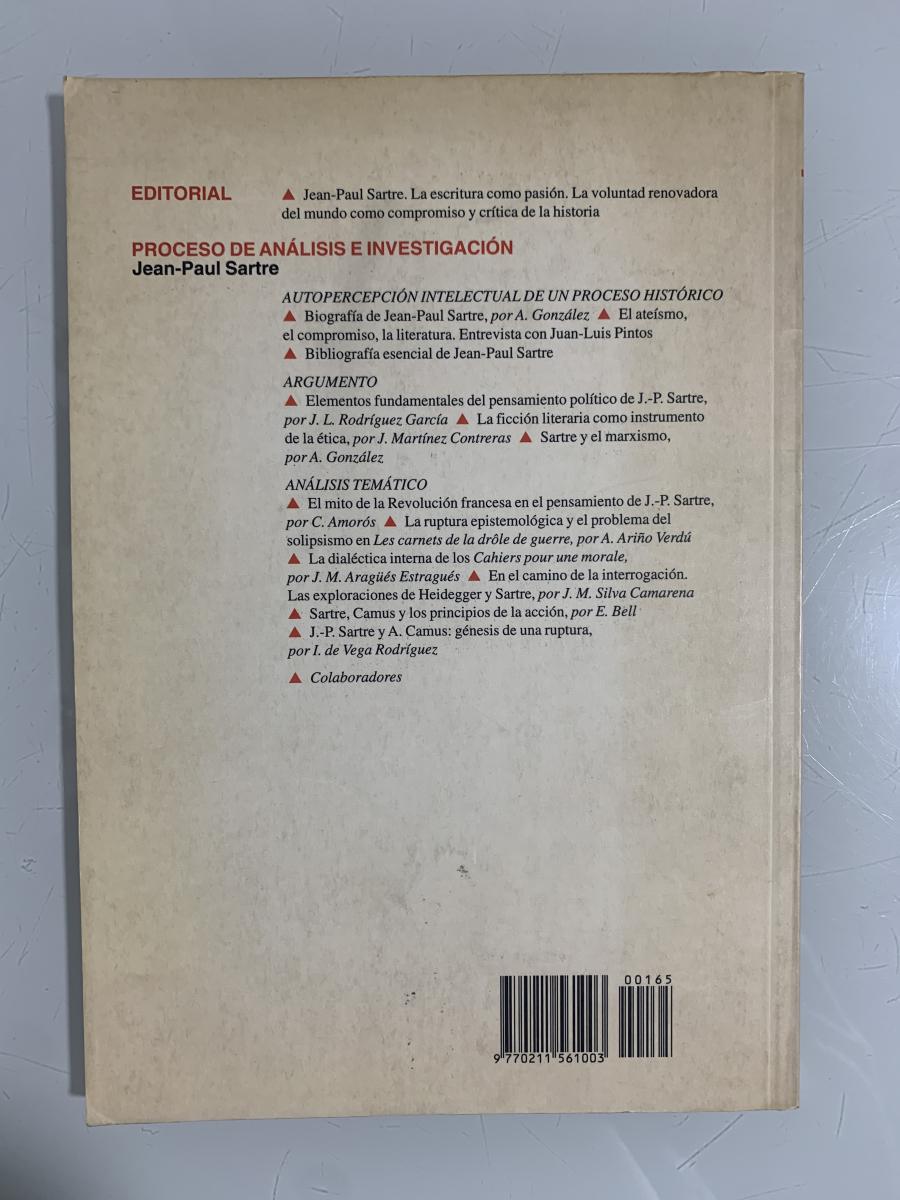 EDITORIAL ▲ Jean-Paul Sartre. La escritura como pasión. La voluntad renovadora
del mundo como compromiso y crítica de la historia
PROCESO DE ANÁLISIS E INVESTIGACIÓN
Jean-Paul Sartre
AUTOPERCEPCIÓN INTELECTUAL DE UN PROCESO HISTÓRICO
▲ Biografía de Jean-Paul Sartre, por A. González ▲ El ateísmo,
el compromiso, la literatura. Entrevista con Juan-Luis Pintos
▲ Bibliografía esencial de Jean-Paul Sartre
ARGUMENTO
▲ Elementos fundamentales del pensamiento político de J.-P. Sartre,
por J. L. Rodríguez García ▲ La ficción literaria como instrumento
de la ética, por J. Martínez Contreras ▲ Sartre y el marxismo,
por A. González
ANÁLISIS TEMÁTICO
▲ El mito de la Revolución francesa en el pensamiento de J.-P. Sartre,
por C. Amorós ▲ La ruptura epistemológica y el problema del
solipsismo en Les carnets de la drôle de guerre, por A. Ariño Verdú
▲ La dialéctica interna de los Cahiers pour une morale,
por J. M. Aragüés Estragués ▲ En el camino de la interrogación.
Las exploraciones de Heidegger y Sartre, por J. M. Silva Camarena
▲ Sartre, Camus y los principios de la acción, por E. Bell
▲ J.-P. Sartre y A. Camus: génesis de una ruptura,
por I. de Vega Rodríguez
▲ Colaboradores
00165
9 770211 561003